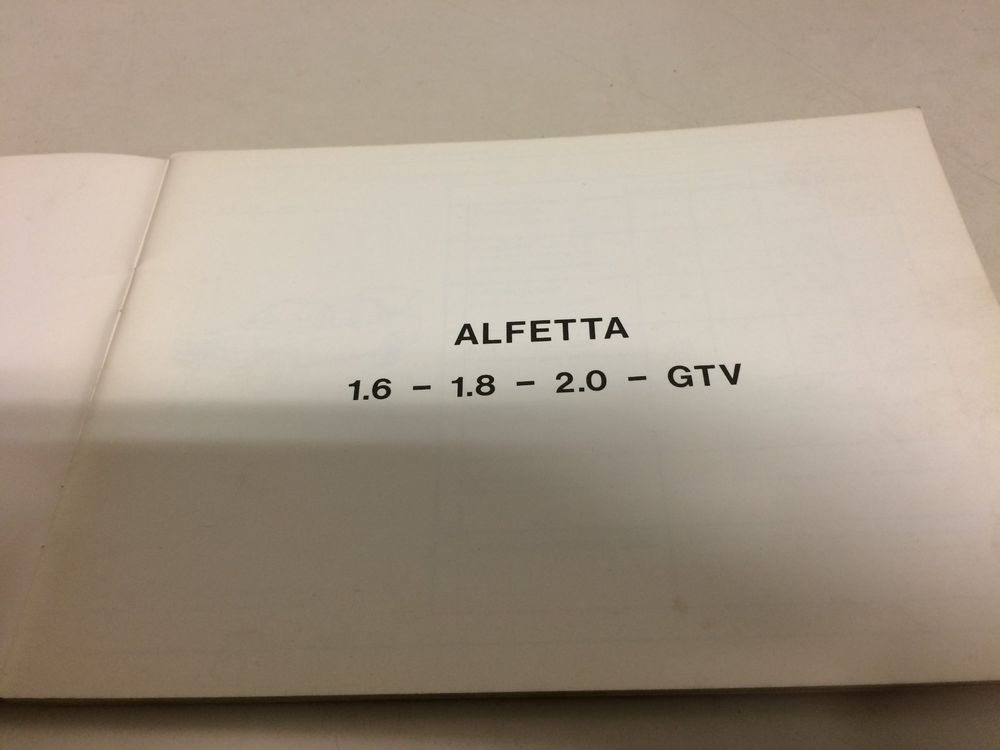 ALFETTA
1.6 – 1.8 – 2.0 – GTV